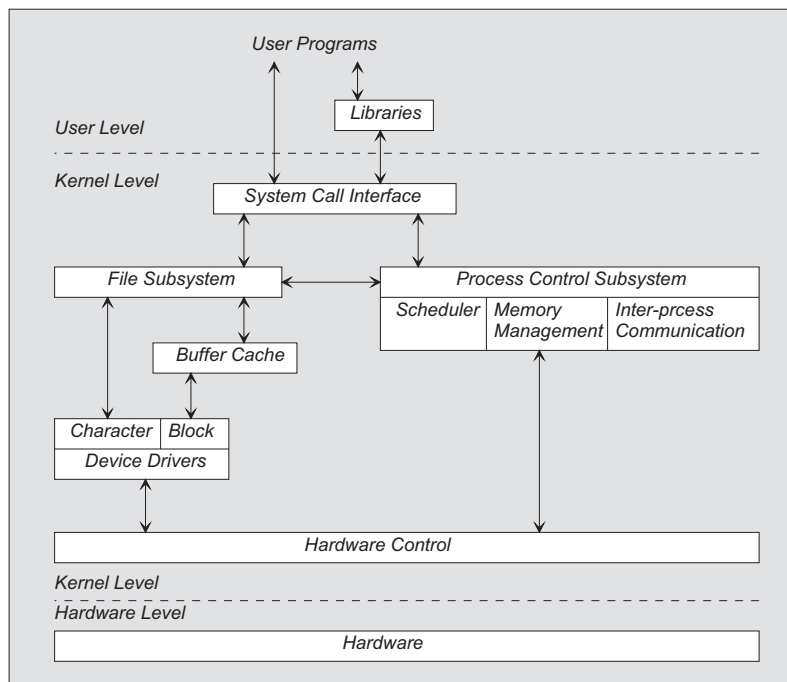 User Programs
Libraries
User Level
Kernel Level
System Call Interface
File Subsystem
Process Control Subsystem
Scheduler
Memory
Management
Inter-prcess
Communication
Buffer Cache
Character
Block
Device Drivers
Hardware Control
Kernel Level
Hardware Level
Hardware